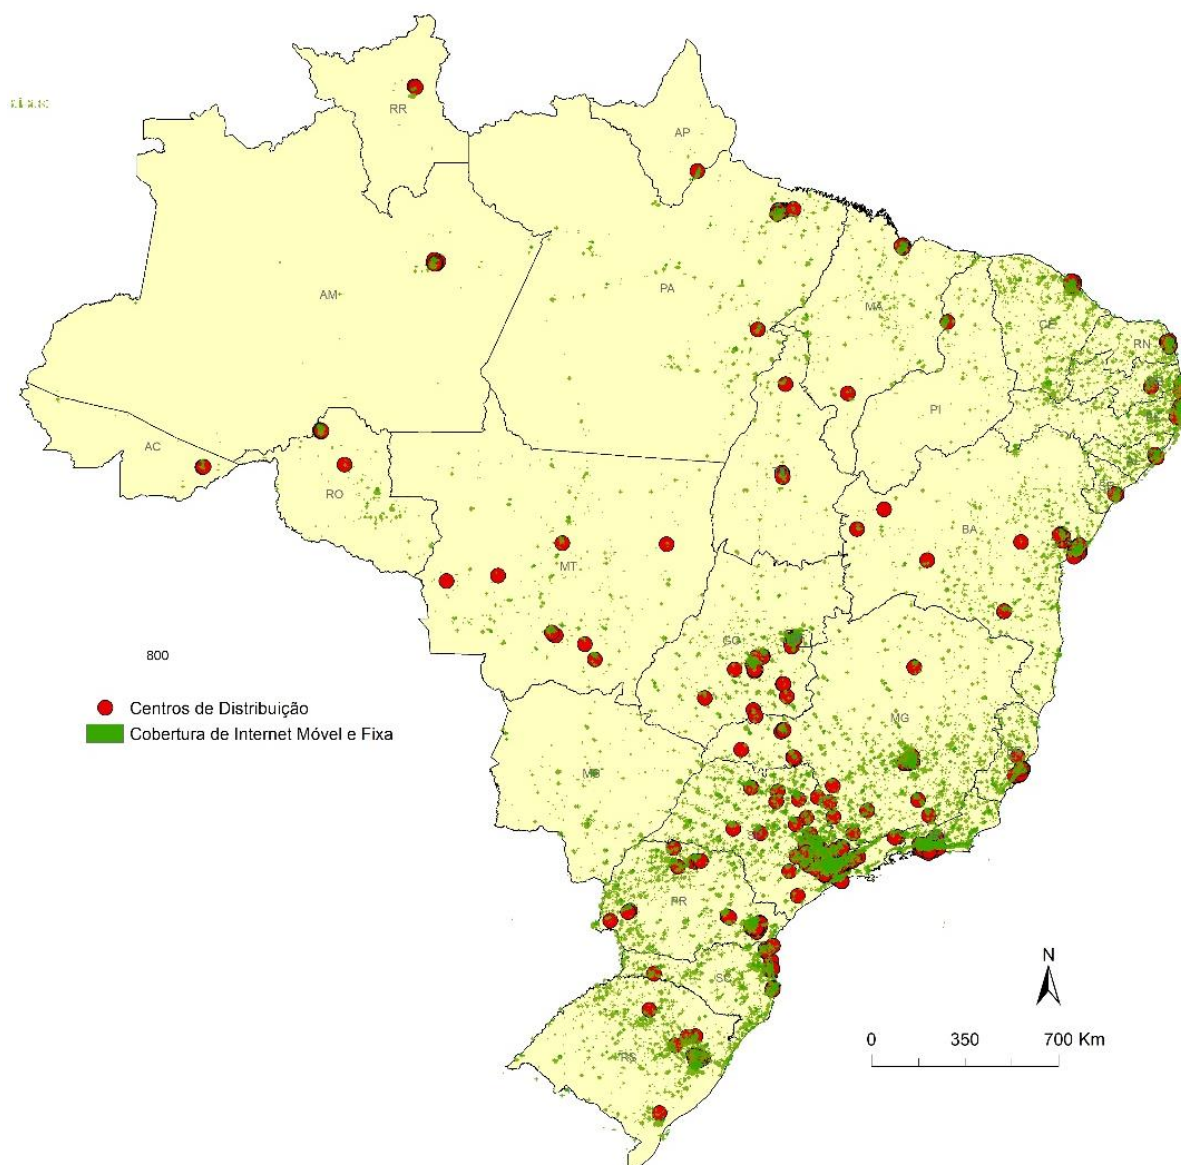 RR
AP
AM
PA
MA
CE
RN
PI
AC
RO
BA
MT
GO
800
Centros de Distribuição
MG
Cobertura de Internet Móvel e Fixa
MS
PR
SC
N
0 350 700 Km
RS